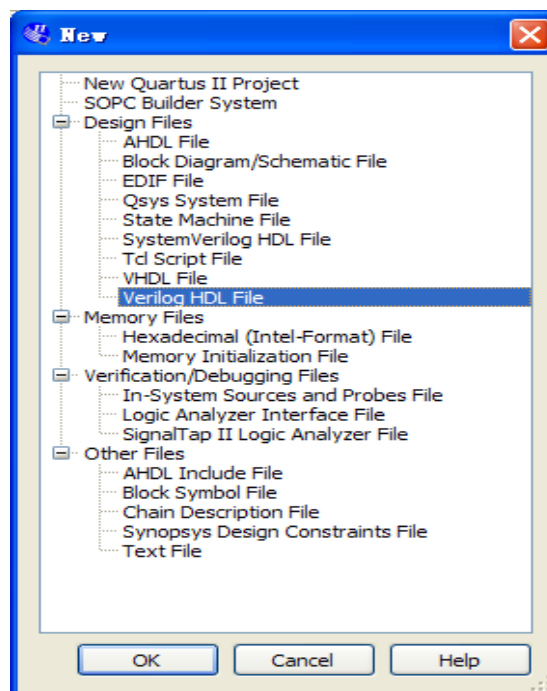 New
New Quartus II Project
SOPC Builder System
Design Files
AHDL File
Block Diagram/Schematic File
EDIF File
Qsys System File
State Machine File
SystemVerilog HDL File
Tcl Script File
VHDL File
Verilog HDL File
Memory Files
Hexadecimal (Intel-Format) File
Memory Initialization File
Verification/Debugging Files
In-System Sources and Probes File
Logic Analyzer Interface File
SignalTap II Logic Analyzer File
Other Files
AHDL Include File
Block Symbol File
Chain Description File
Synopsys Design Constraints File
Text File
OK Cancel Help